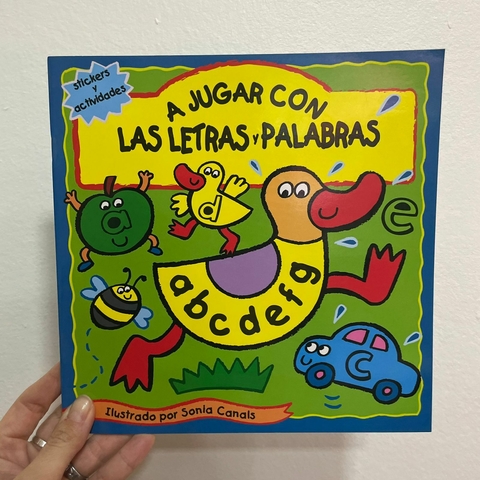 stickers
y
actividades
A JUGAR CON
LAS LETRAS Y PALABRAS
a
d
e
abcdefg
c
Ilustrado por Sonia Canals